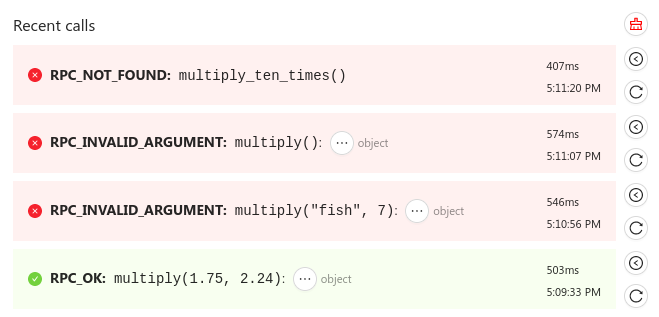 Recent calls
RPC_NOT_FOUND: multiply_ten_times()
407ms
5:11:20 PM
RPC_INVALID_ARGUMENT: multiply(): ··· object
574ms
5:11:07 PM
RPC_INVALID_ARGUMENT: multiply("fish", 7): ··· object
546ms
5:10:56 PM
RPC_OK: multiply(1.75, 2.24): ··· object
503ms
5:09:33 PM